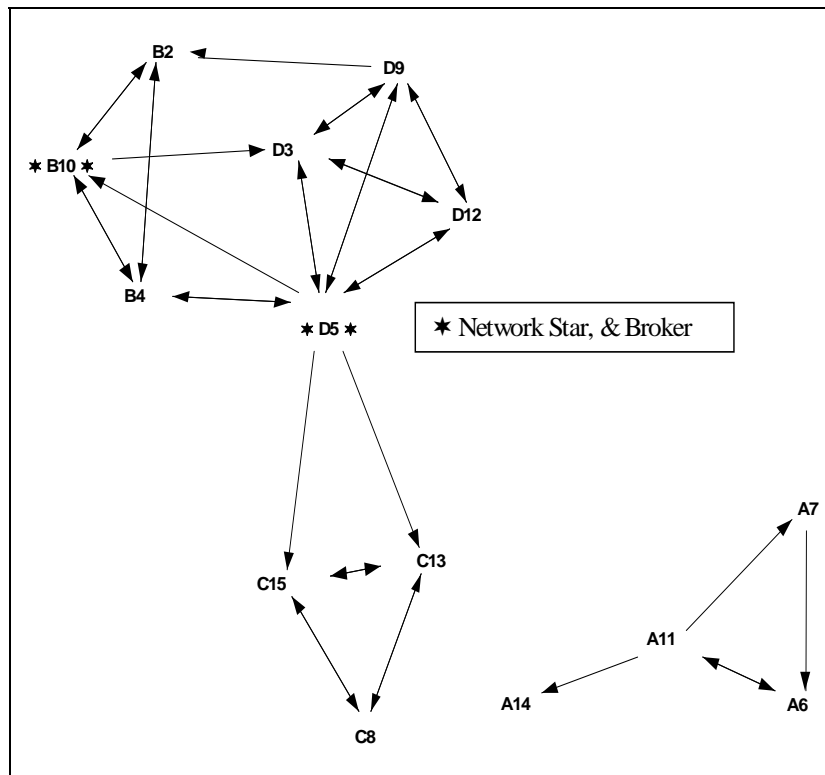 B2
D9
D3
✶ B10 ✶
D12
B4
✶ D5 ✶
✶ Network Star, & Broker
A7
C13
C15
A11
A14
A6
C8